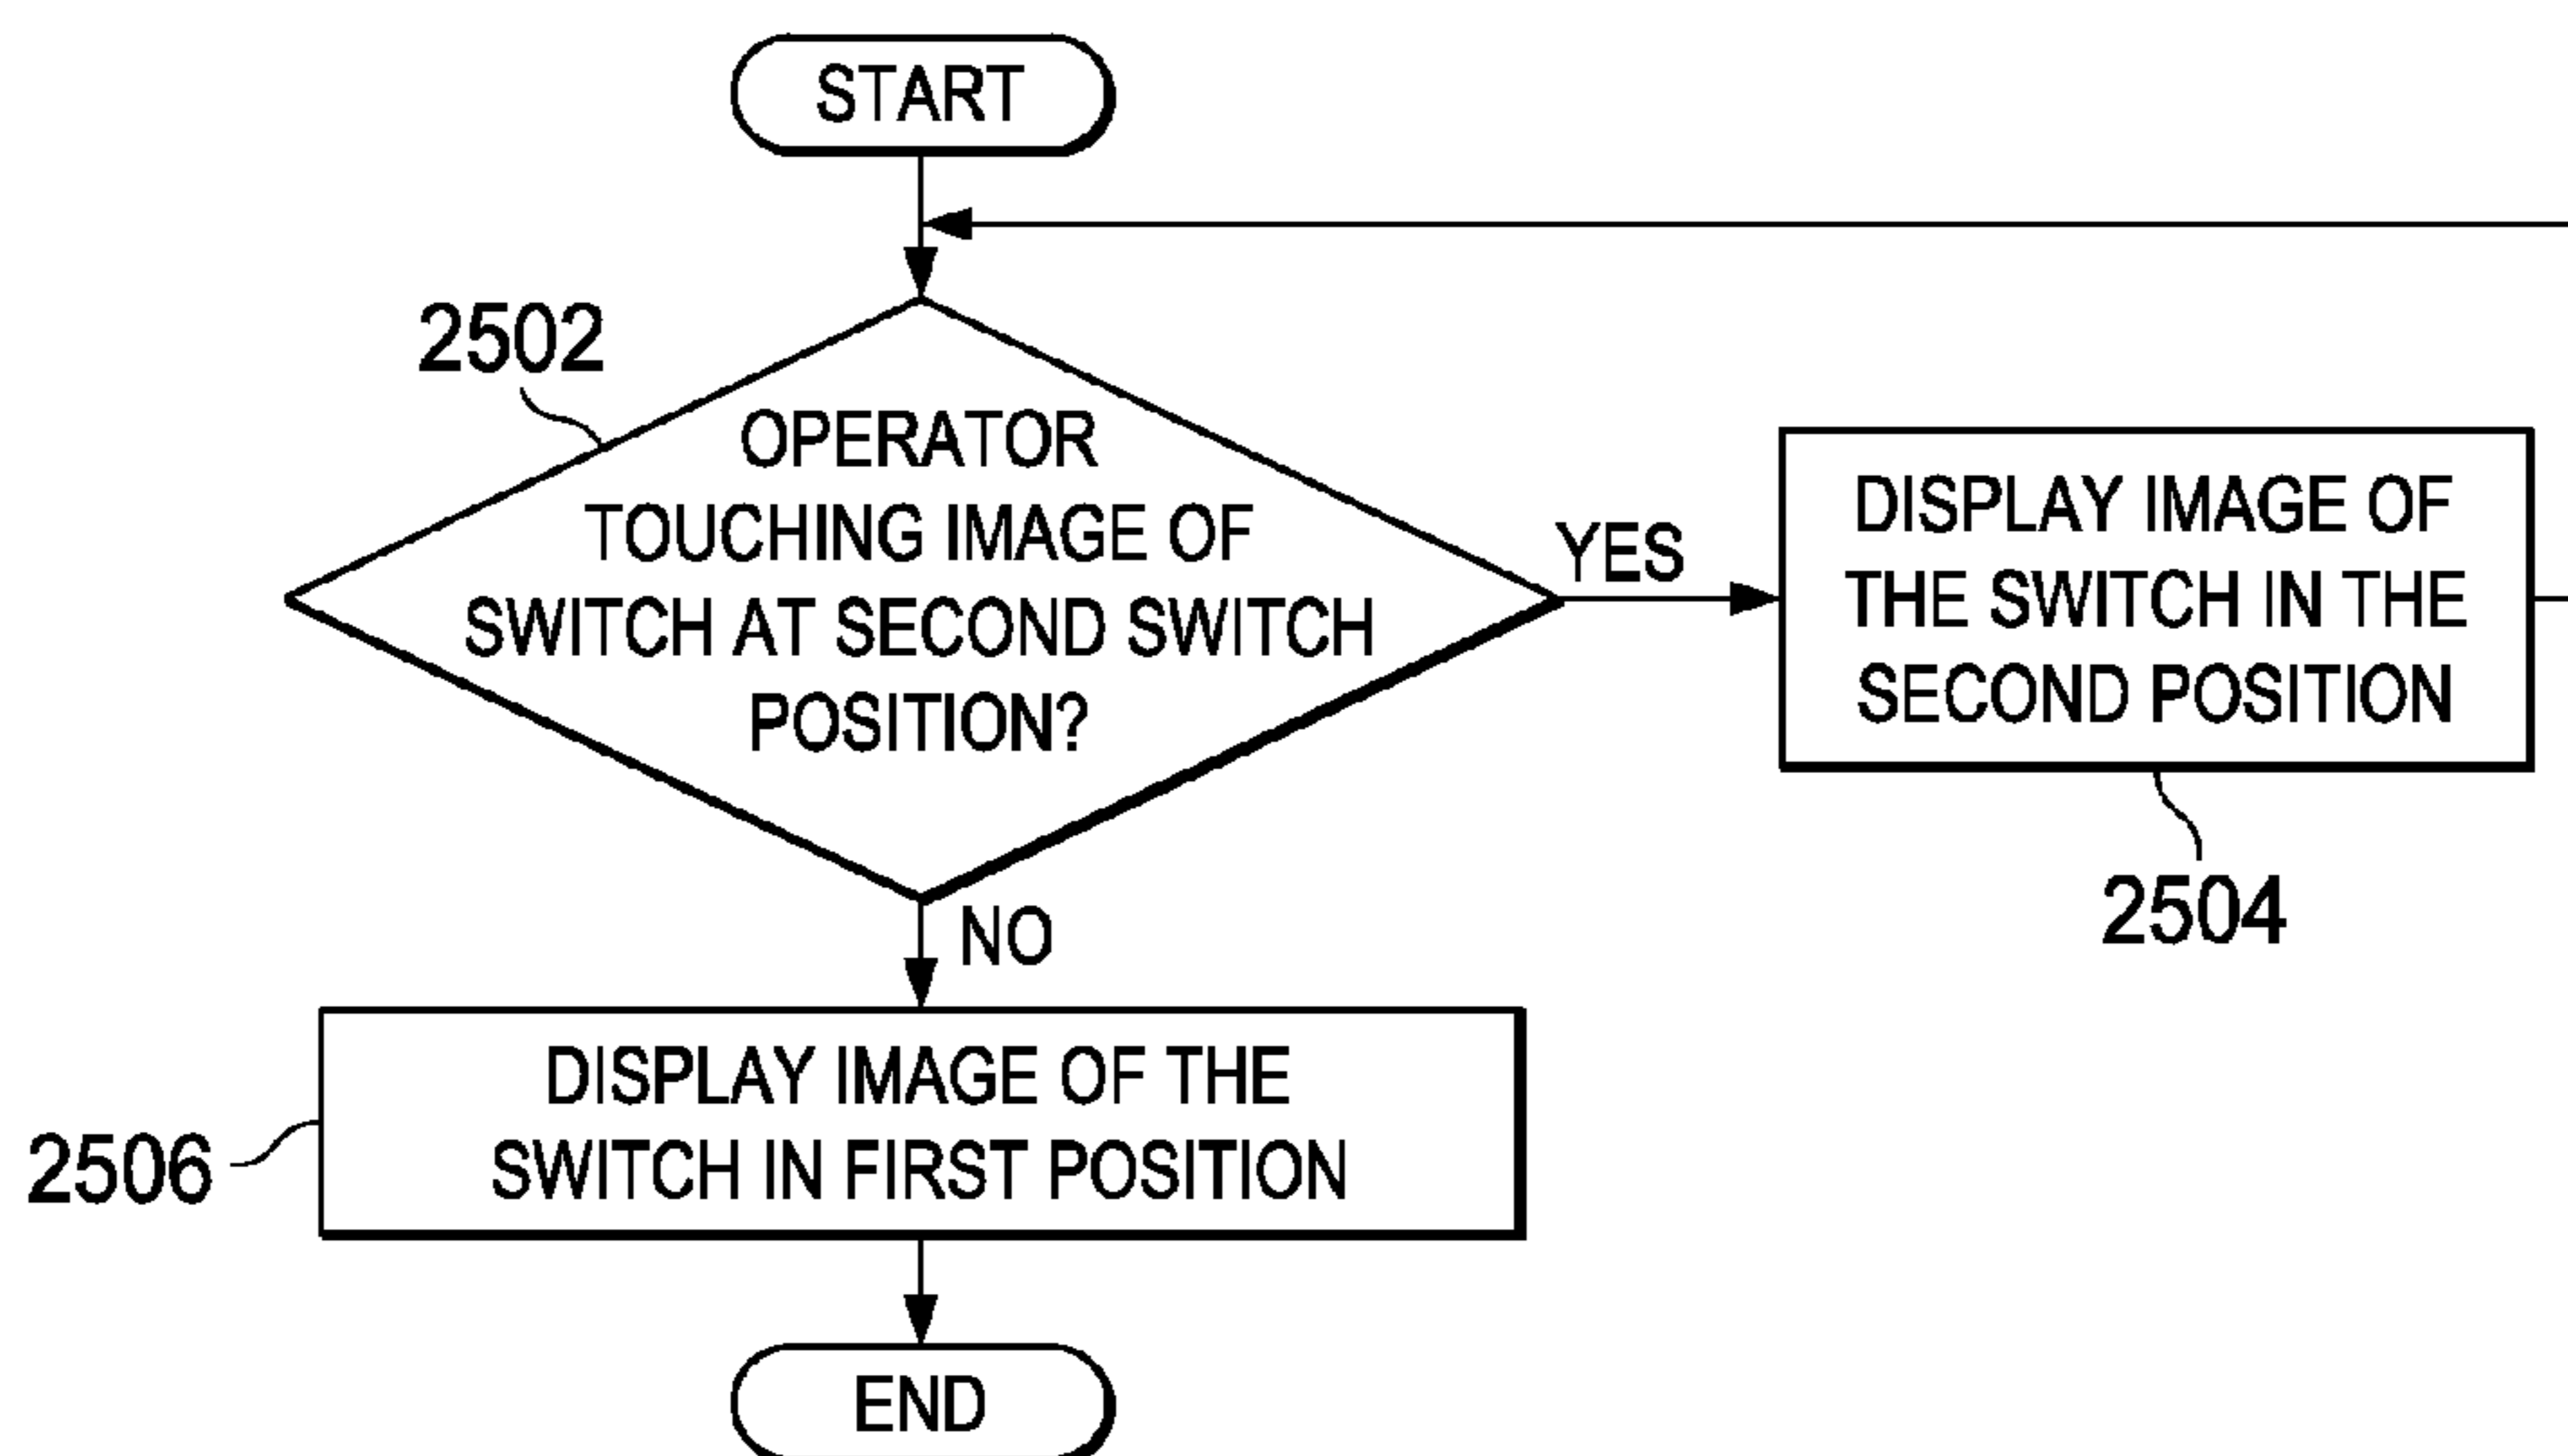 START
2502
OPERATOR
TOUCHING IMAGE OF
SWITCH AT SECOND SWITCH
POSITION?
YES
DISPLAY IMAGE OF
THE SWITCH IN THE
SECOND POSITION
2504
NO
DISPLAY IMAGE OF THE
SWITCH IN FIRST POSITION
2506
END